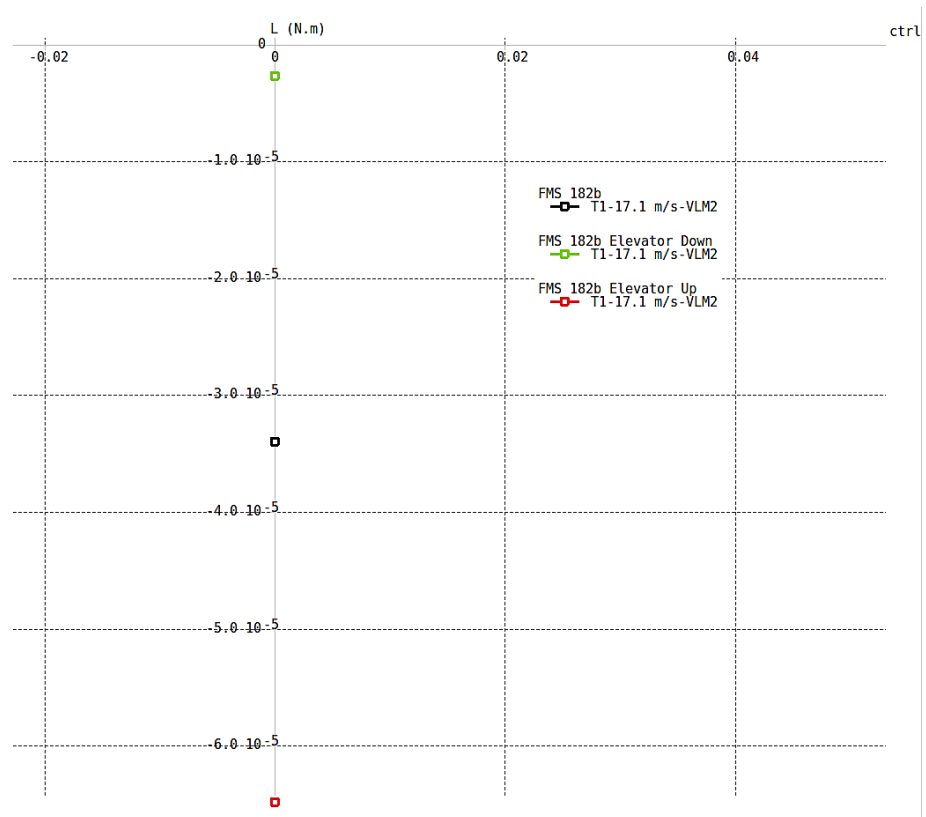 L (N.m)
ctrl
0
-0.02 0 0.02 0.04
-1.0 10-5
FMS 182b
T1-17.1 m/s-VLM2
FMS 182b Elevator Down
T1-17.1 m/s-VLM2
-2.0 10-5
FMS 182b Elevator Up
T1-17.1 m/s-VLM2
-3.0 10-5
-4.0 10-5
-5.0 10-5
-6.0 10-5